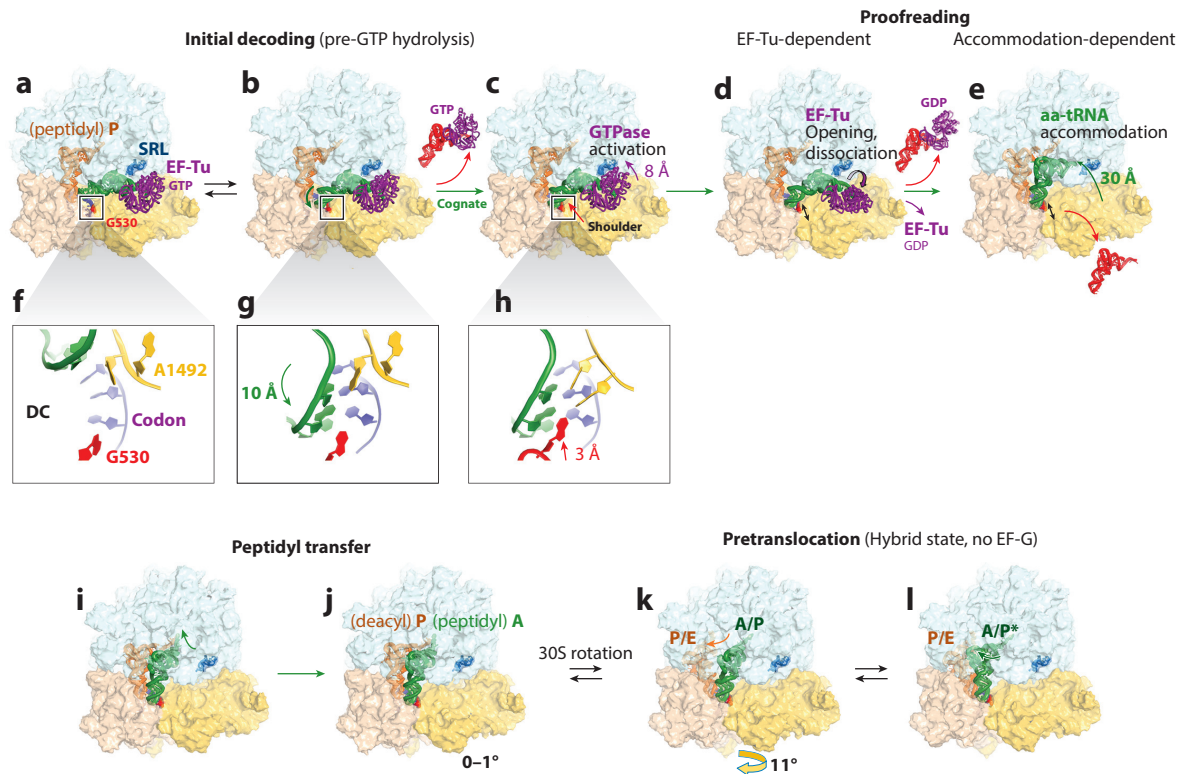 Initial decoding (pre-GTP hydrolysis)
Proofreading
EF-Tu-dependent
Accommodation-dependent
a
(peptidyl) P
SRL
EF-Tu
GTP
G530
b
GTP
Cognate
c
GTPase
activation
8 Å
Shoulder
d
EF-Tu
Opening,
dissociation
GDP
EF-Tu
GDP
e
aa-tRNA
accommodation
30 Å
f
A1492
DC
Codon
G530
g
10 Å
h
3 Å
Peptidyl transfer
Pretranslocation (Hybrid state, no EF-G)
i
j
(deacyl) P (peptidyl) A
0–1°
30S rotation
k
P/E
A/P
11°
l
P/E
A/P*